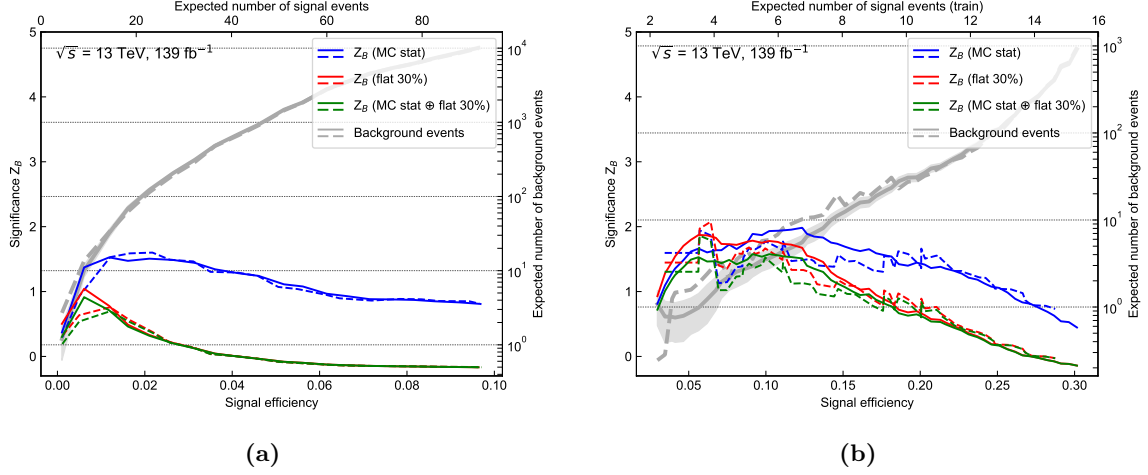 Expected number of signal events
0 20 40 60 80
√s = 13 TeV, 139 fb⁻¹
Z_B (MC stat)
Z_B (flat 30%)
Z_B (MC stat ⊕ flat 30%)
Background events
Significance Z_B
5
4
3
2
1
0
10⁴
10³
10²
10¹
10⁰
Expected number of background events
0.00 0.02 0.04 0.06 0.08 0.10
Signal efficiency
(a)
Expected number of signal events (train)
2 4 6 8 10 12 14 16
√s = 13 TeV, 139 fb⁻¹
Z_B (MC stat)
Z_B (flat 30%)
Z_B (MC stat ⊕ flat 30%)
Background events
Significance Z_B
5
4
3
2
1
0
10³
10²
10¹
10⁰
Expected number of background events
0.05 0.10 0.15 0.20 0.25 0.30
Signal efficiency
(b)